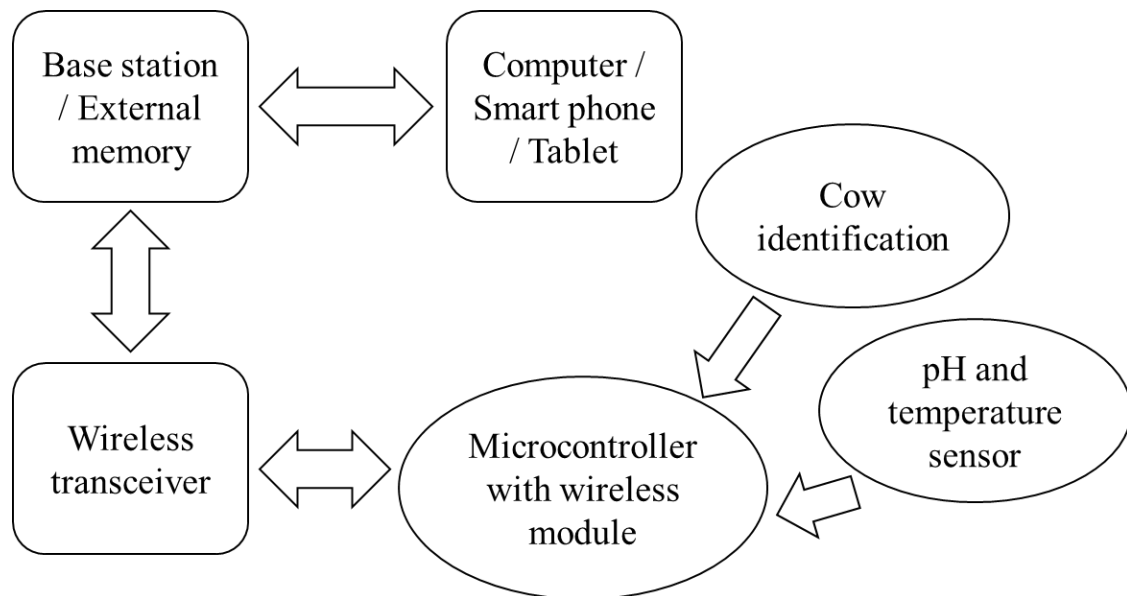 Base station
/ External
memory
Computer /
Smart phone
/ Tablet
Cow
identification
pH and
temperature
sensor
Wireless
transceiver
Microcontroller
with wireless
module